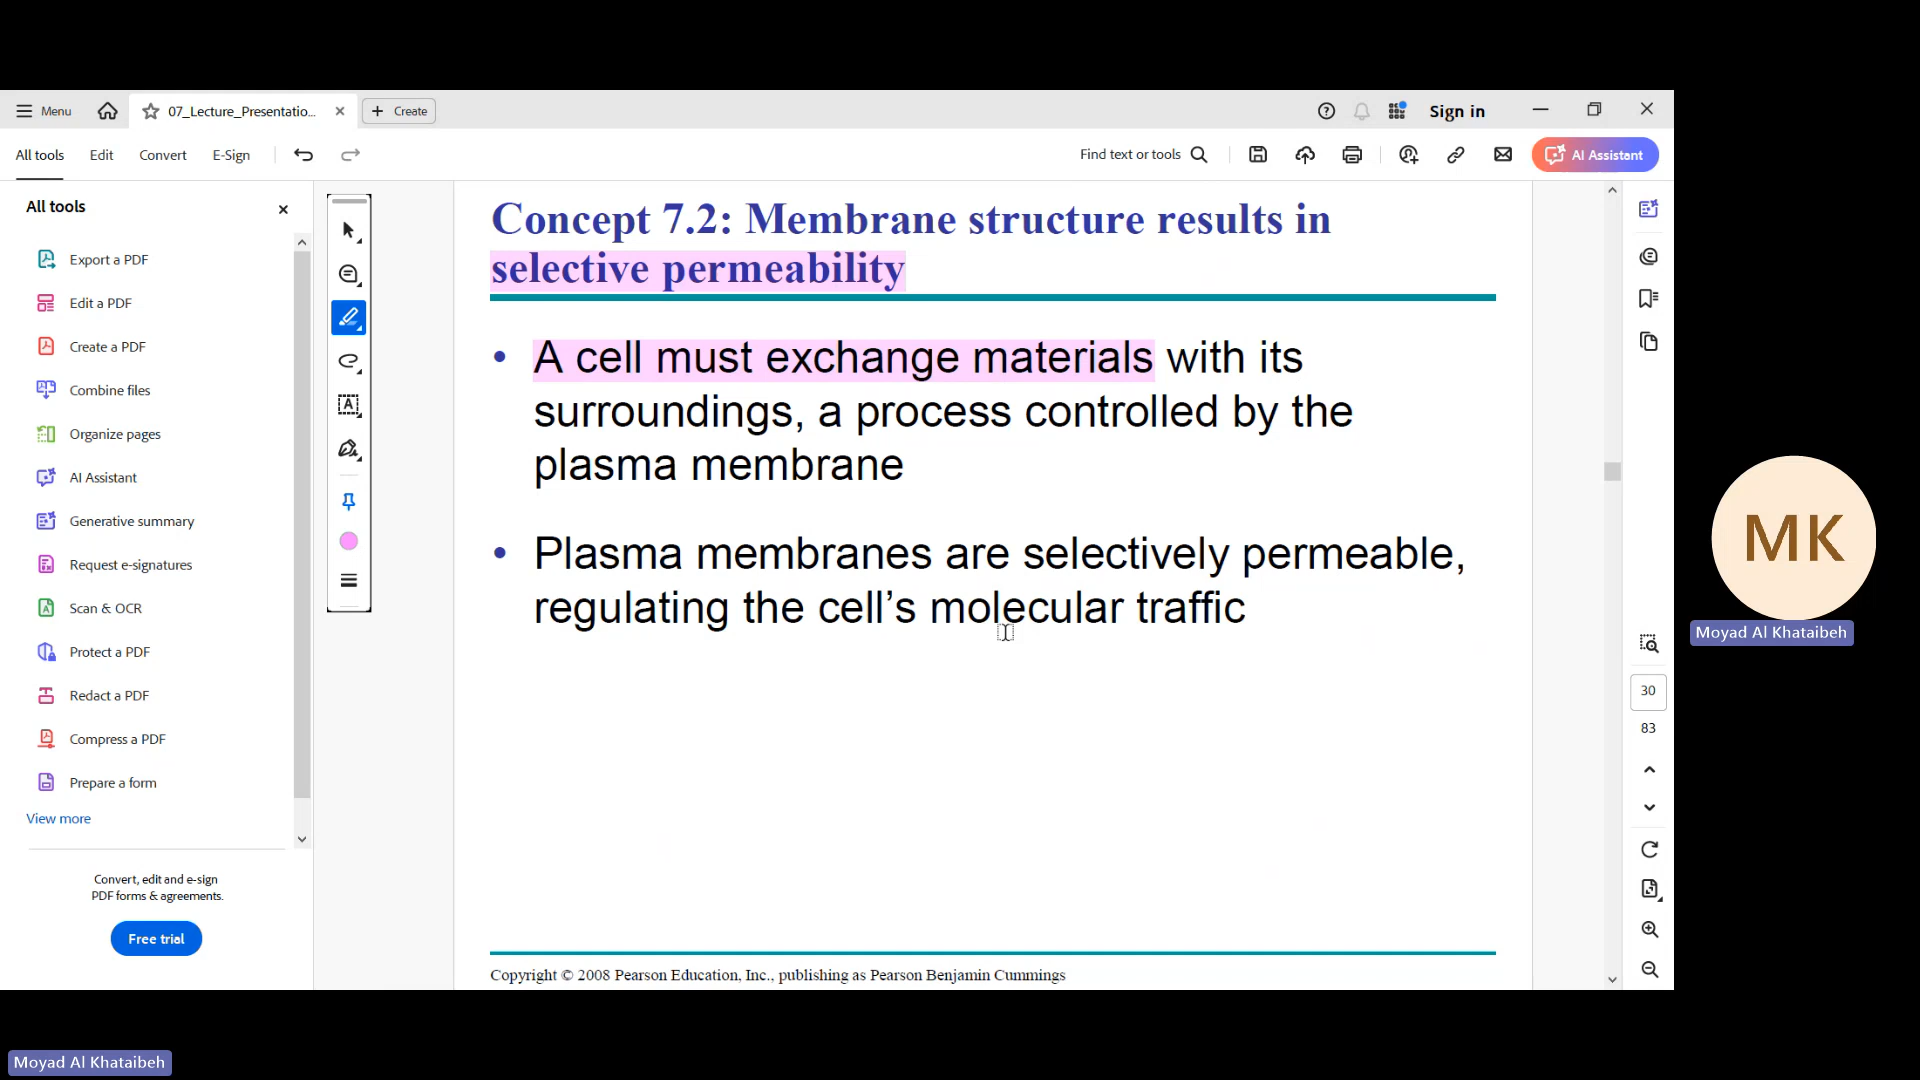 Menu
07_Lecture_Presentatio...
Create
Sign in
All tools
Edit
Convert
E-Sign
Find text or tools
AI Assistant
All tools
Export a PDF
Edit a PDF
Create a PDF
Combine files
Organize pages
AI Assistant
Generative summary
Request e-signatures
Scan & OCR
Protect a PDF
Redact a PDF
Compress a PDF
Prepare a form
View more
Convert, edit and e-sign
PDF forms & agreements.
Free trial
Concept 7.2: Membrane structure results in
selective permeability
• A cell must exchange materials with its
surroundings, a process controlled by the
plasma membrane
• Plasma membranes are selectively permeable,
regulating the cell’s molecular traffic
Copyright © 2008 Pearson Education, Inc., publishing as Pearson Benjamin Cummings
30
83
MK
Moyad Al Khataibeh
Moyad Al Khataibeh